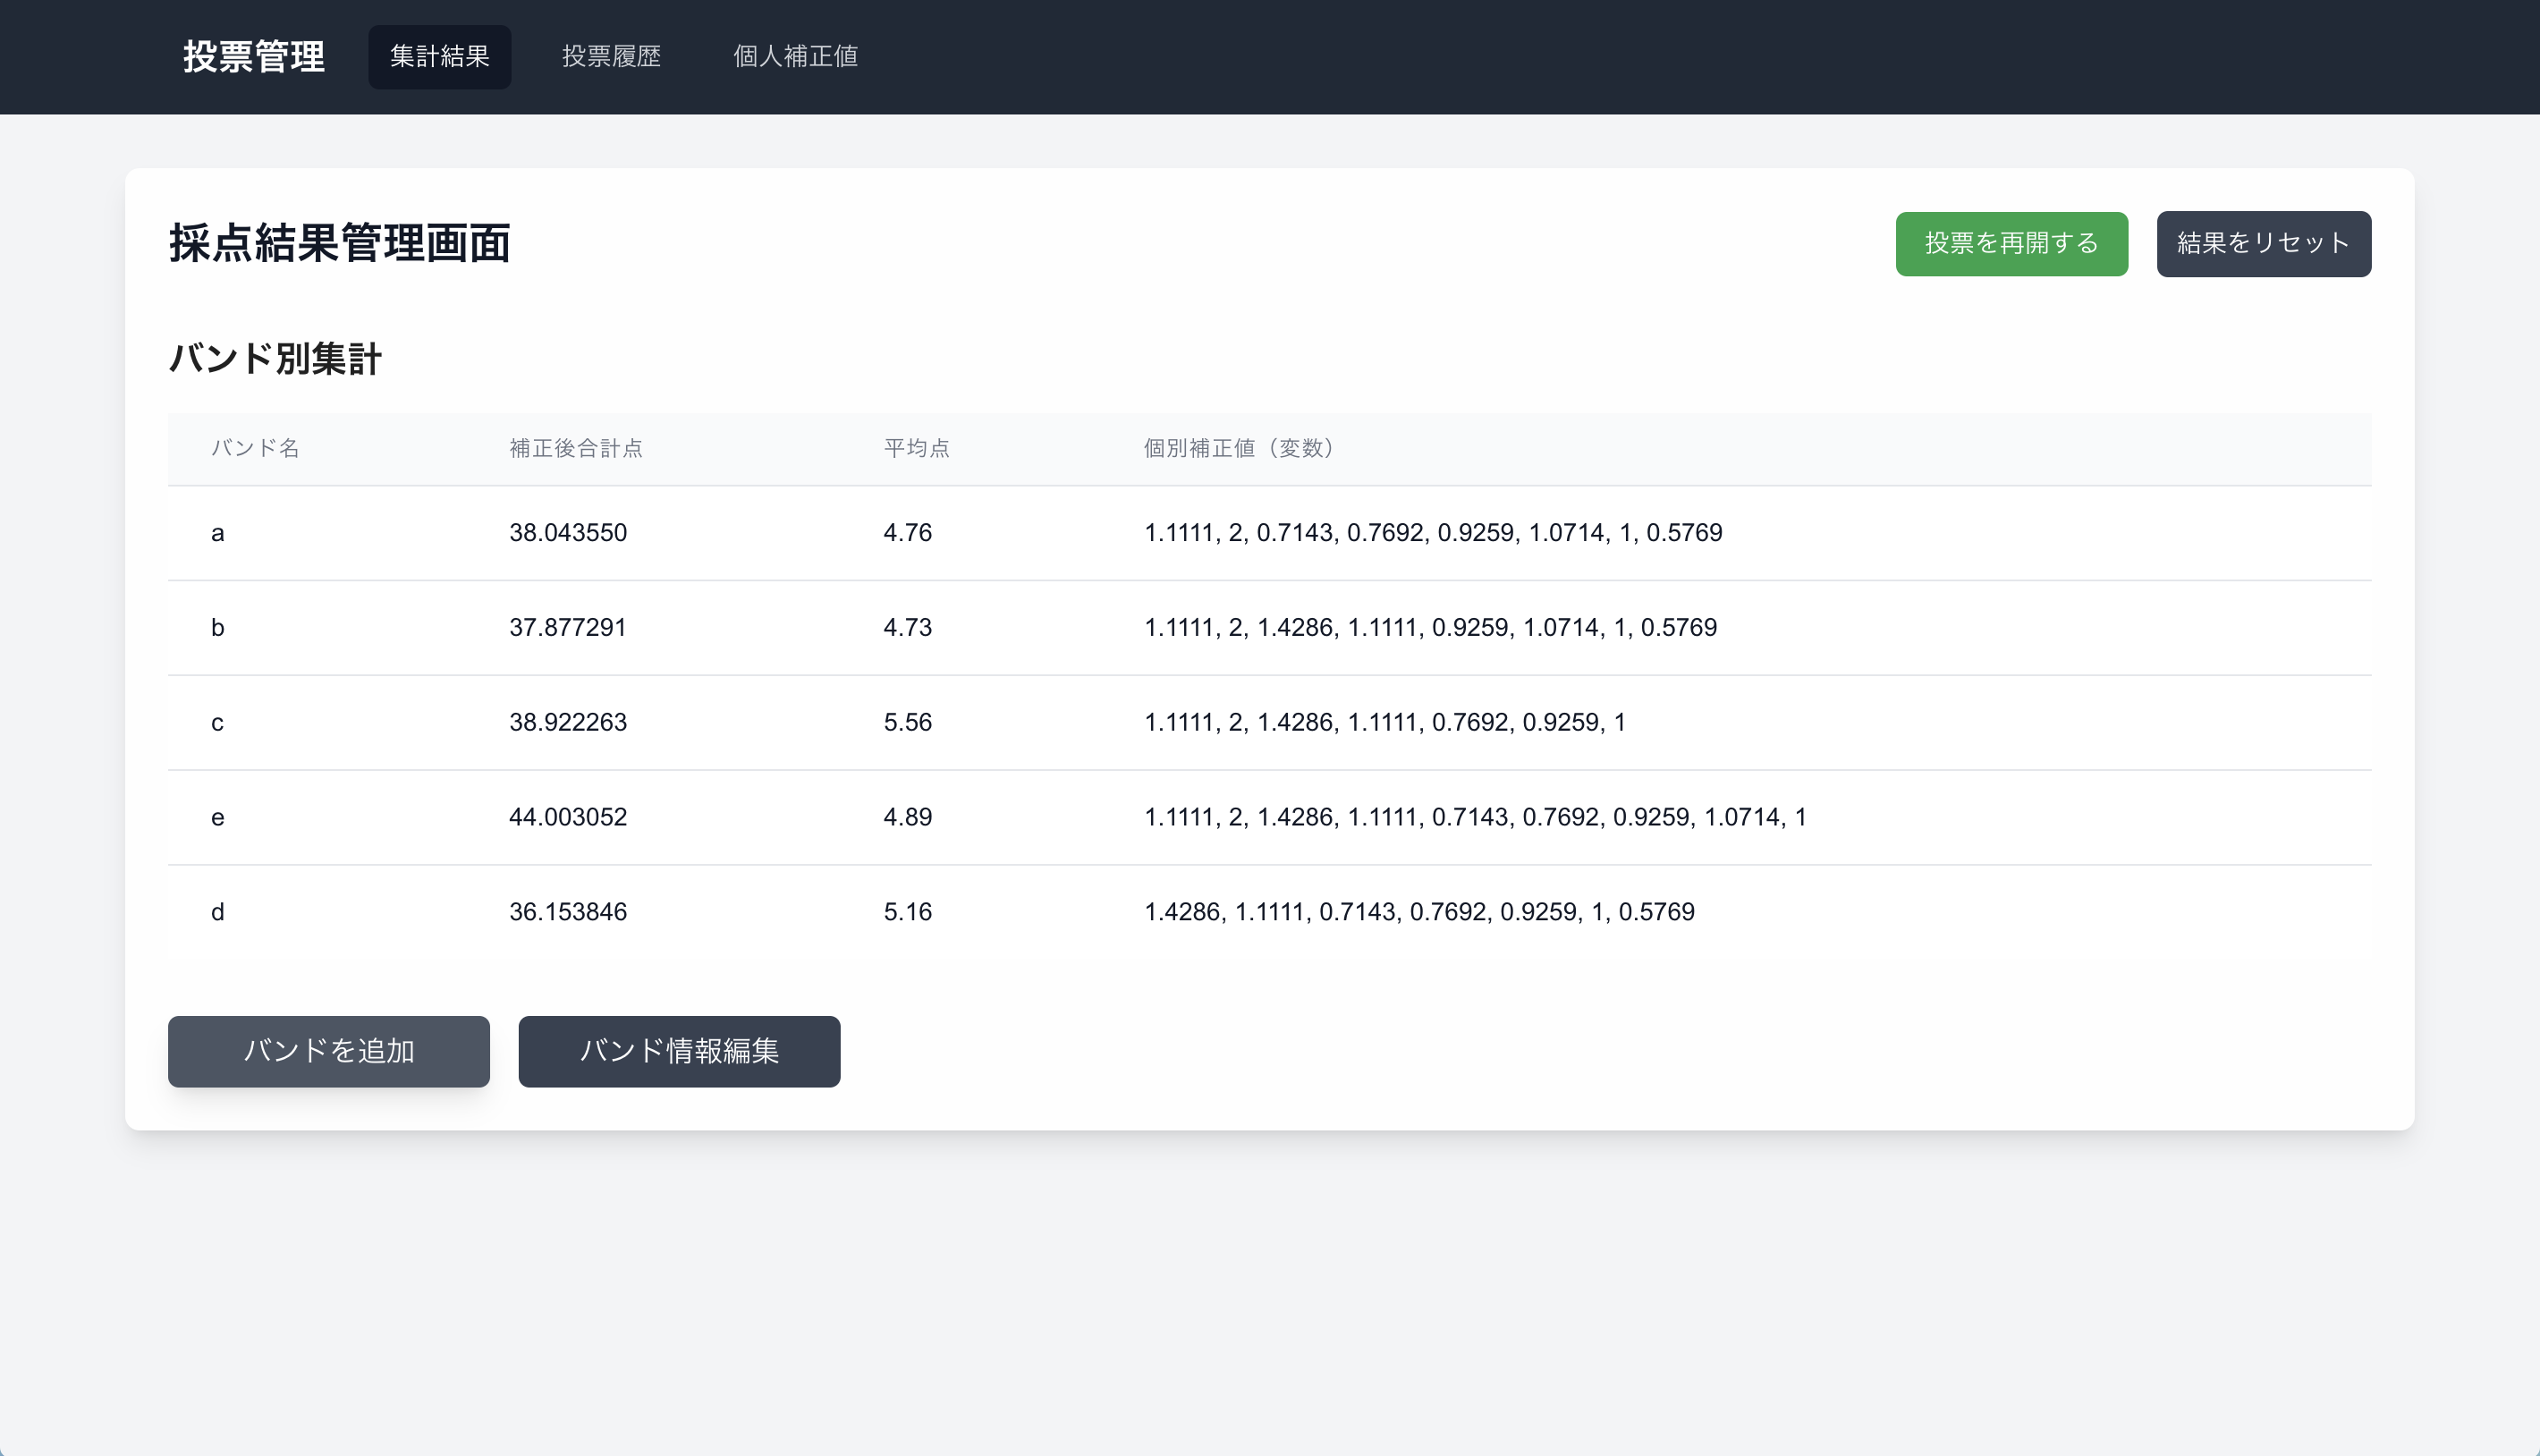 投票管理 集計結果 投票履歴 個人補正値
採点結果管理画面 投票を再開する 結果をリセット
バンド別集計
バンド名 補正後合計点 平均点 個別補正値（変数）
a 38.043550 4.76 1.1111, 2, 0.7143, 0.7692, 0.9259, 1.0714, 1, 0.5769
b 37.877291 4.73 1.1111, 2, 1.4286, 1.1111, 0.9259, 1.0714, 1, 0.5769
c 38.922263 5.56 1.1111, 2, 1.4286, 1.1111, 0.7692, 0.9259, 1
e 44.003052 4.89 1.1111, 2, 1.4286, 1.1111, 0.7143, 0.7692, 0.9259, 1.0714, 1
d 36.153846 5.16 1.4286, 1.1111, 0.7143, 0.7692, 0.9259, 1, 0.5769
バンドを追加 バンド情報編集